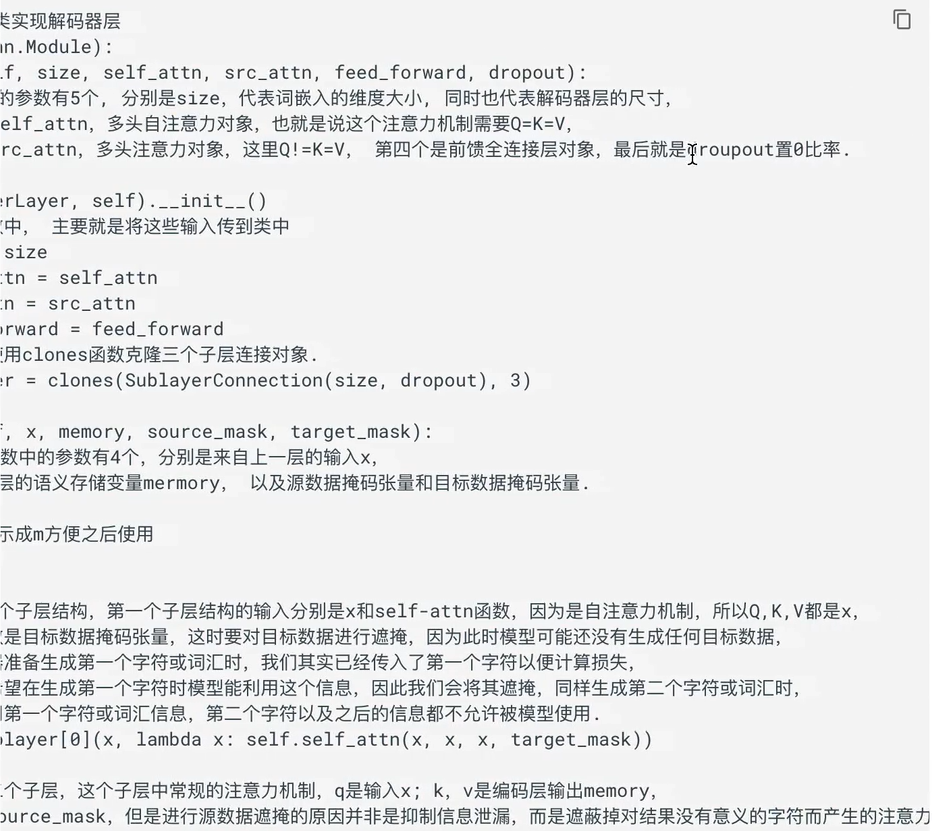 类实现解码器层
nn.Module):
lf, size, self_attn, src_attn, feed_forward, dropout):
的参数有5个, 分别是size, 代表词嵌入的维度大小, 同时也代表解码器层的尺寸,
self_attn, 多头自注意力对象, 也就是说这个注意力机制需要Q=K=V,
rc_attn, 多头注意力对象, 这里Q!=K=V, 第四个是前馈全连接层对象, 最后就是droupout置0比率.
erLayer, self).__init__()
数中, 主要就是将这些输入传到类中
size
ttn = self_attn
tn = src_attn
orward = feed_forward
使用clones函数克隆三个子层连接对象.
er = clones(SublayerConnection(size, dropout), 3)
f, x, memory, source_mask, target_mask):
数中的参数有4个, 分别是来自上一层的输入x,
层的语义存储变量mermory, 以及源数据掩码张量和目标数据掩码张量.
示成m方便之后使用
个子层结构, 第一个子层结构的输入分别是x和self-attn函数, 因为是自注意力机制, 所以Q,K,V都是x,
数是目标数据掩码张量, 这时要对目标数据进行遮掩, 因为此时模型可能还没有生成任何目标数据,
准备生成第一个字符或词汇时, 我们其实已经传入了第一个字符以便计算损失,
希望在生成第一个字符时模型能利用这个信息, 因此我们会将其遮掩, 同样生成第二个字符或词汇时,
第一个字符或词汇信息, 第二个字符以及之后的信息都不允许被模型使用.
blayer[0](x, lambda x: self.self_attn(x, x, x, target_mask))
个子层, 这个子层中常规的注意力机制, q是输入x; k, v是编码层输出memory,
ource_mask, 但是进行源数据遮掩的原因并非是抑制信息泄漏, 而是遮蔽掉对结果没有意义的字符而产生的注意力